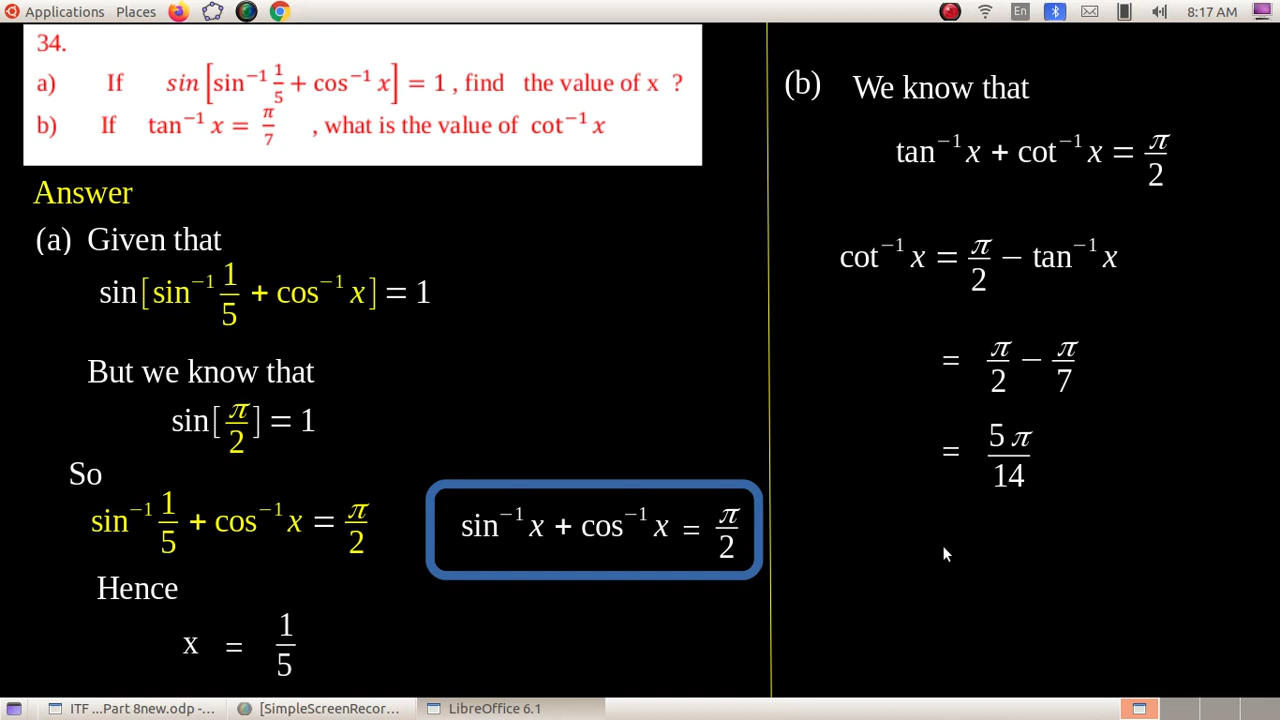 Applications Places En 8:17 AM
34.
a) If sin [sin⁻¹ 1/5 + cos⁻¹ x] = 1 , find the value of x ?
b) If tan⁻¹ x = π/7 , what is the value of cot⁻¹ x
Answer
(a) Given that
sin[sin⁻¹ 1/5 + cos⁻¹ x] = 1
But we know that
sin[π/2] = 1
So
sin⁻¹ 1/5 + cos⁻¹ x = π/2
sin⁻¹ x + cos⁻¹ x = π/2
Hence
x = 1/5
(b) We know that
tan⁻¹ x + cot⁻¹ x = π/2
cot⁻¹ x = π/2 − tan⁻¹ x
= π/2 − π/7
= 5π/14
ITF ...Part 8new.odp -... [SimpleScreenRecor... LibreOffice 6.1